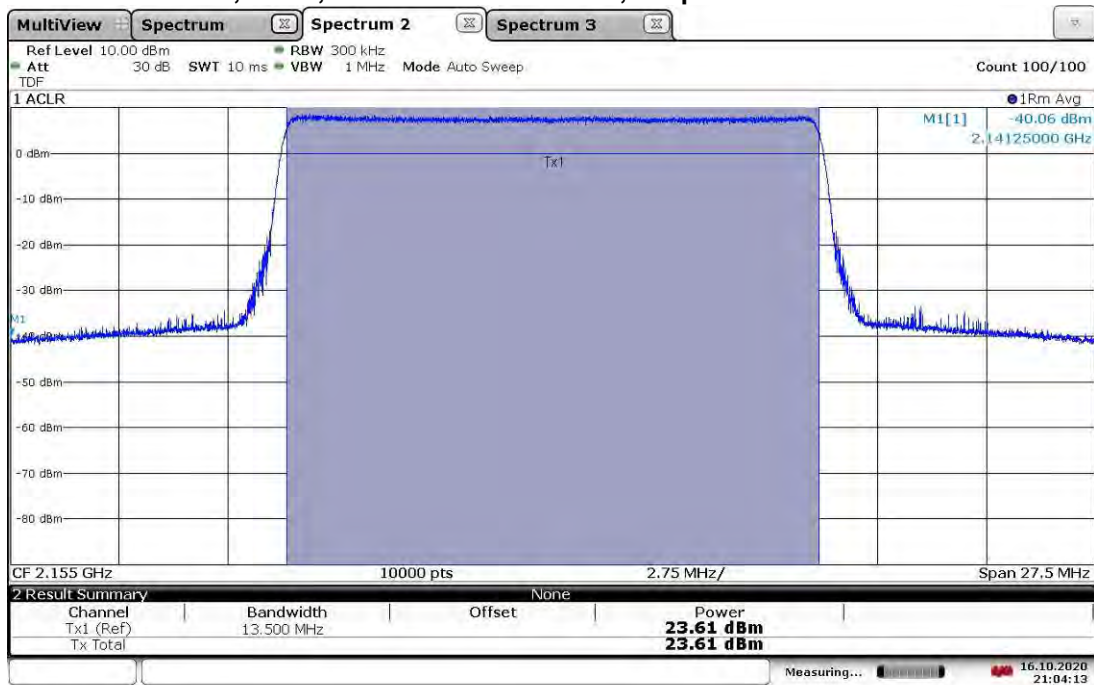 MultiView Spectrum Spectrum 2 Spectrum 3
Ref Level 10.00 dBm RBW 300 kHz
Att 30 dB SWT 10 ms VBW 1 MHz Mode Auto Sweep Count 100/100
TDF
1 ACLR 1Rm Avg
M1[1] -40.06 dBm
2.14125000 GHz
0 dBm
Tx1
-10 dBm
-20 dBm
-30 dBm
M1
-40 dBm
-50 dBm
-60 dBm
-70 dBm
-80 dBm
CF 2.155 GHz 10000 pts 2.75 MHz/ Span 27.5 MHz
2 Result Summary None
Channel Bandwidth Offset Power
Tx1 (Ref) 13.500 MHz 23.61 dBm
Tx Total 23.61 dBm
Measuring... 16.10.2020
21:04:13